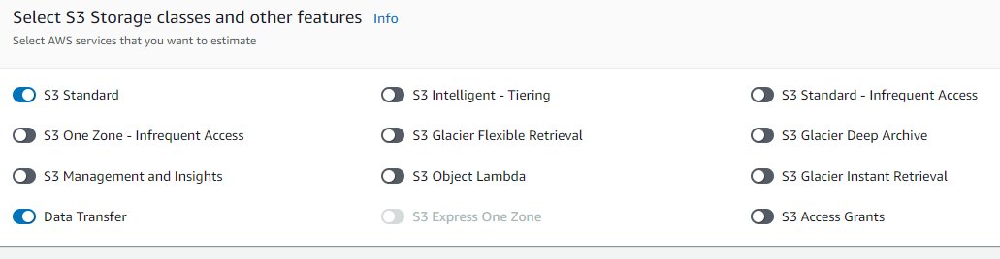 Select S3 Storage classes and other features Info
Select AWS services that you want to estimate
S3 Standard S3 Intelligent - Tiering S3 Standard - Infrequent Access
S3 One Zone - Infrequent Access S3 Glacier Flexible Retrieval S3 Glacier Deep Archive
S3 Management and Insights S3 Object Lambda S3 Glacier Instant Retrieval
Data Transfer S3 Express One Zone S3 Access Grants